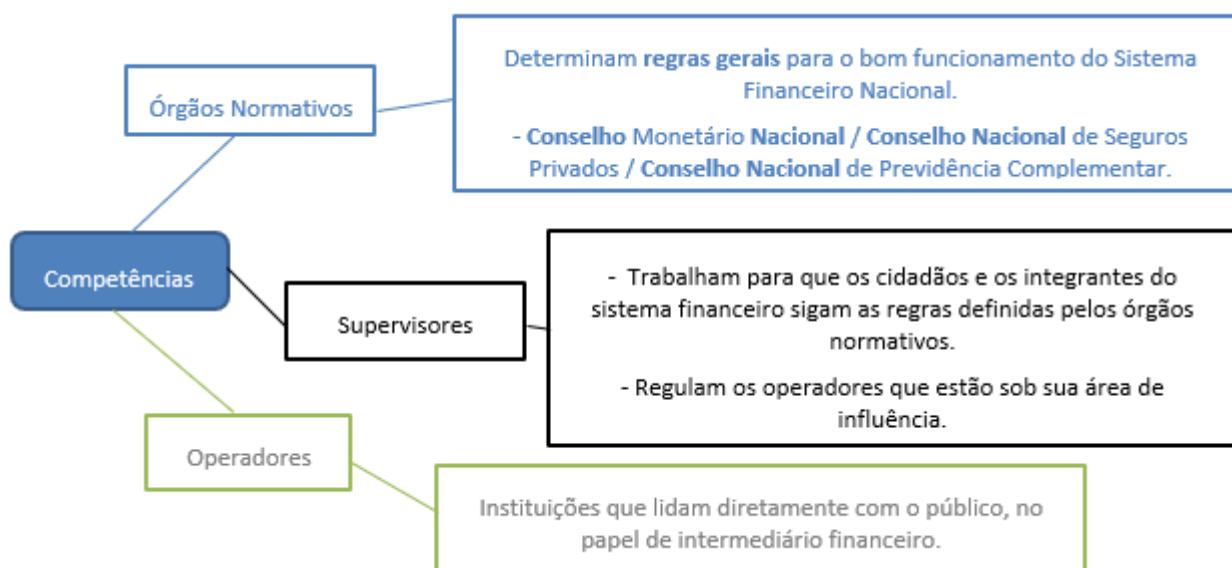 Órgãos Normativos
Determinam regras gerais para o bom funcionamento do Sistema
Financeiro Nacional.
- Conselho Monetário Nacional / Conselho Nacional de Seguros
Privados / Conselho Nacional de Previdência Complementar.
Competências
Supervisores
- Trabalham para que os cidadãos e os integrantes do
sistema financeiro sigam as regras definidas pelos órgãos
normativos.
- Regulam os operadores que estão sob sua área de
influência.
Operadores
Instituições que lidam diretamente com o público, no
papel de intermediário financeiro.